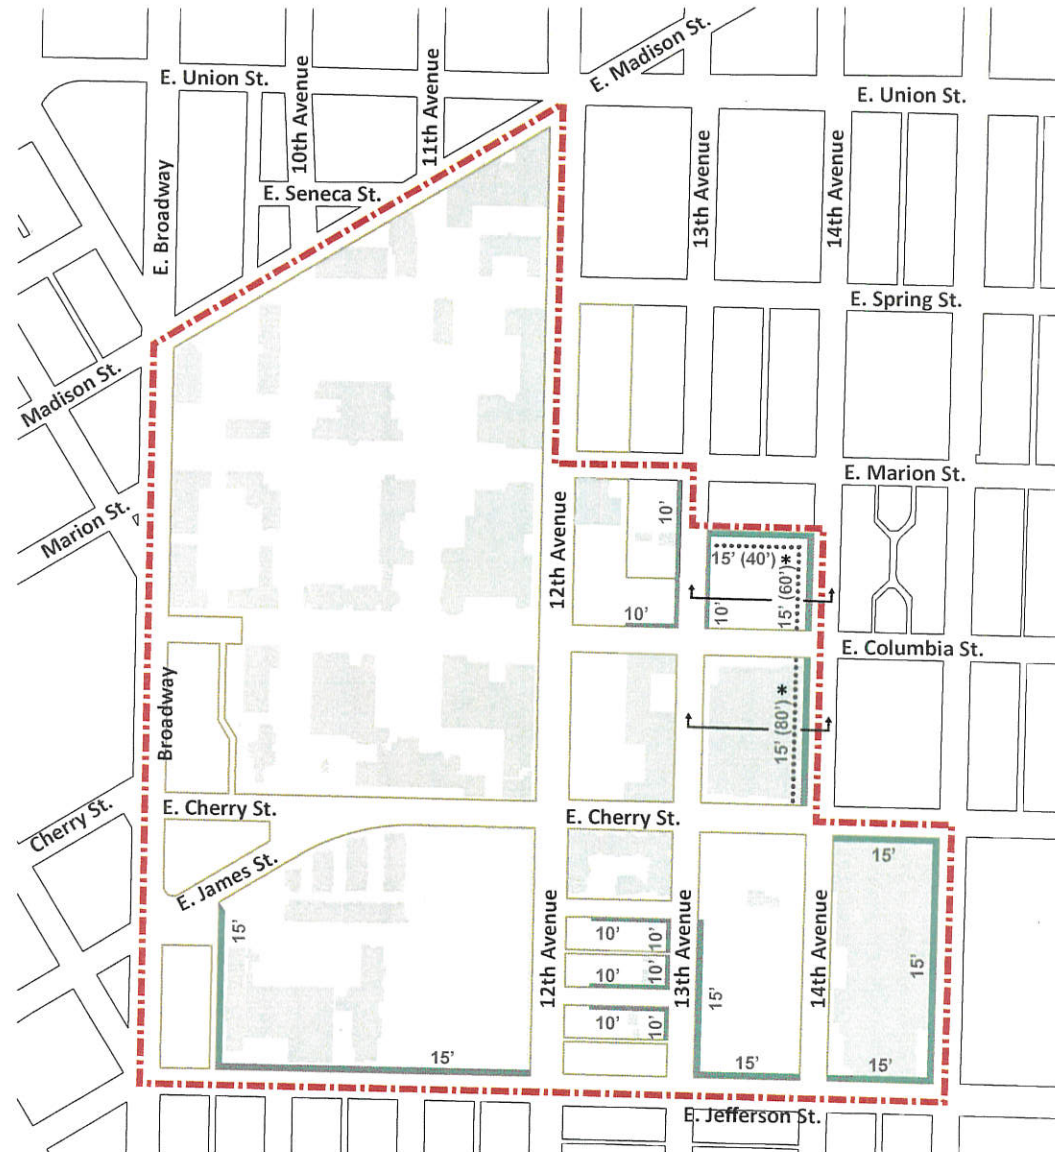 E. Madison St.
E. Union St.
10th Avenue
11th Avenue
E. Union St.
E. Broadway
E. Seneca St.
13th Avenue
14th Avenue
E. Spring St.
Madison St.
Marion St.
E. Marion St.
12th Avenue
10'
10'
15' (40')
*
10'
15' (60')
E. Columbia St.
Broadway
15' (80') *
Cherry St.
E. Cherry St.
E. Cherry St.
E. James St.
15'
15'
12th Avenue
10'
10'
10'
10'
10'
10'
13th Avenue
15'
15'
14th Avenue
15'
15'
15'
E. Jefferson St.